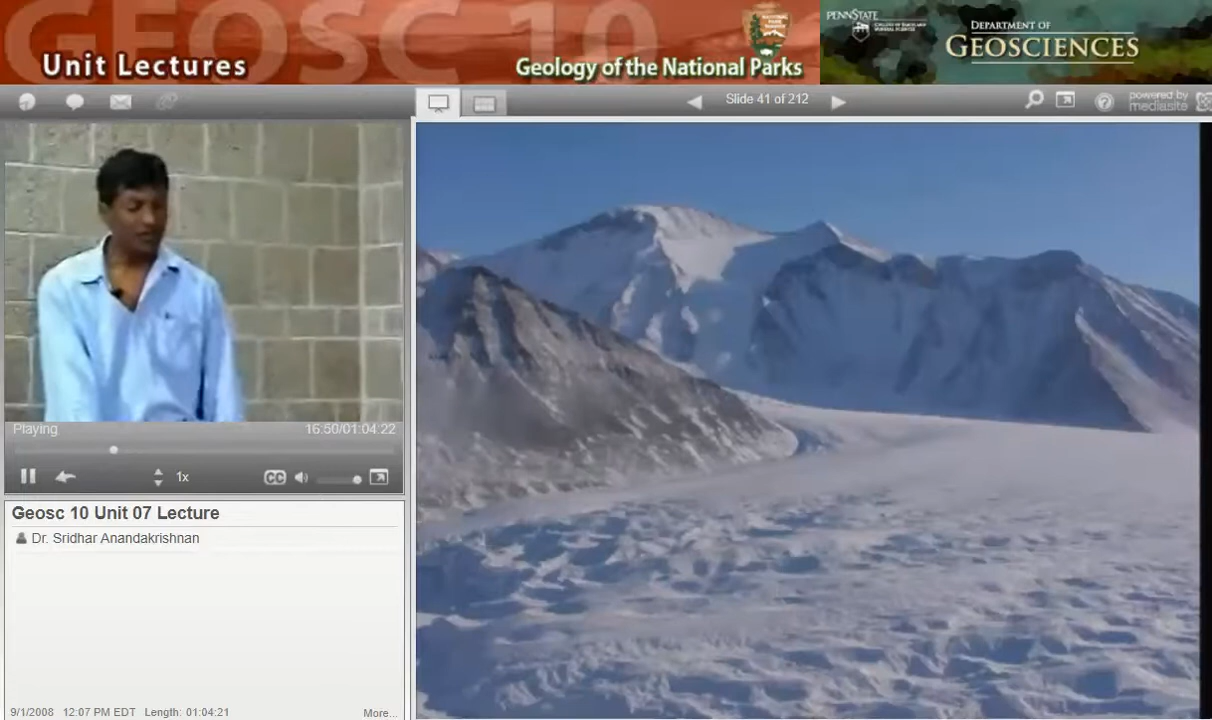 GEOSC 10
Unit Lectures
Geology of the National Parks
PENNSTATE
DEPARTMENT OF
GEOSCIENCES
Slide 41 of 212
powered by
mediasite
Playing
16:50/01:04:22
1x
CC
Geosc 10 Unit 07 Lecture
Dr. Sridhar Anandakrishnan
9/1/2008 12:07 PM EDT Length: 01:04:21
More...